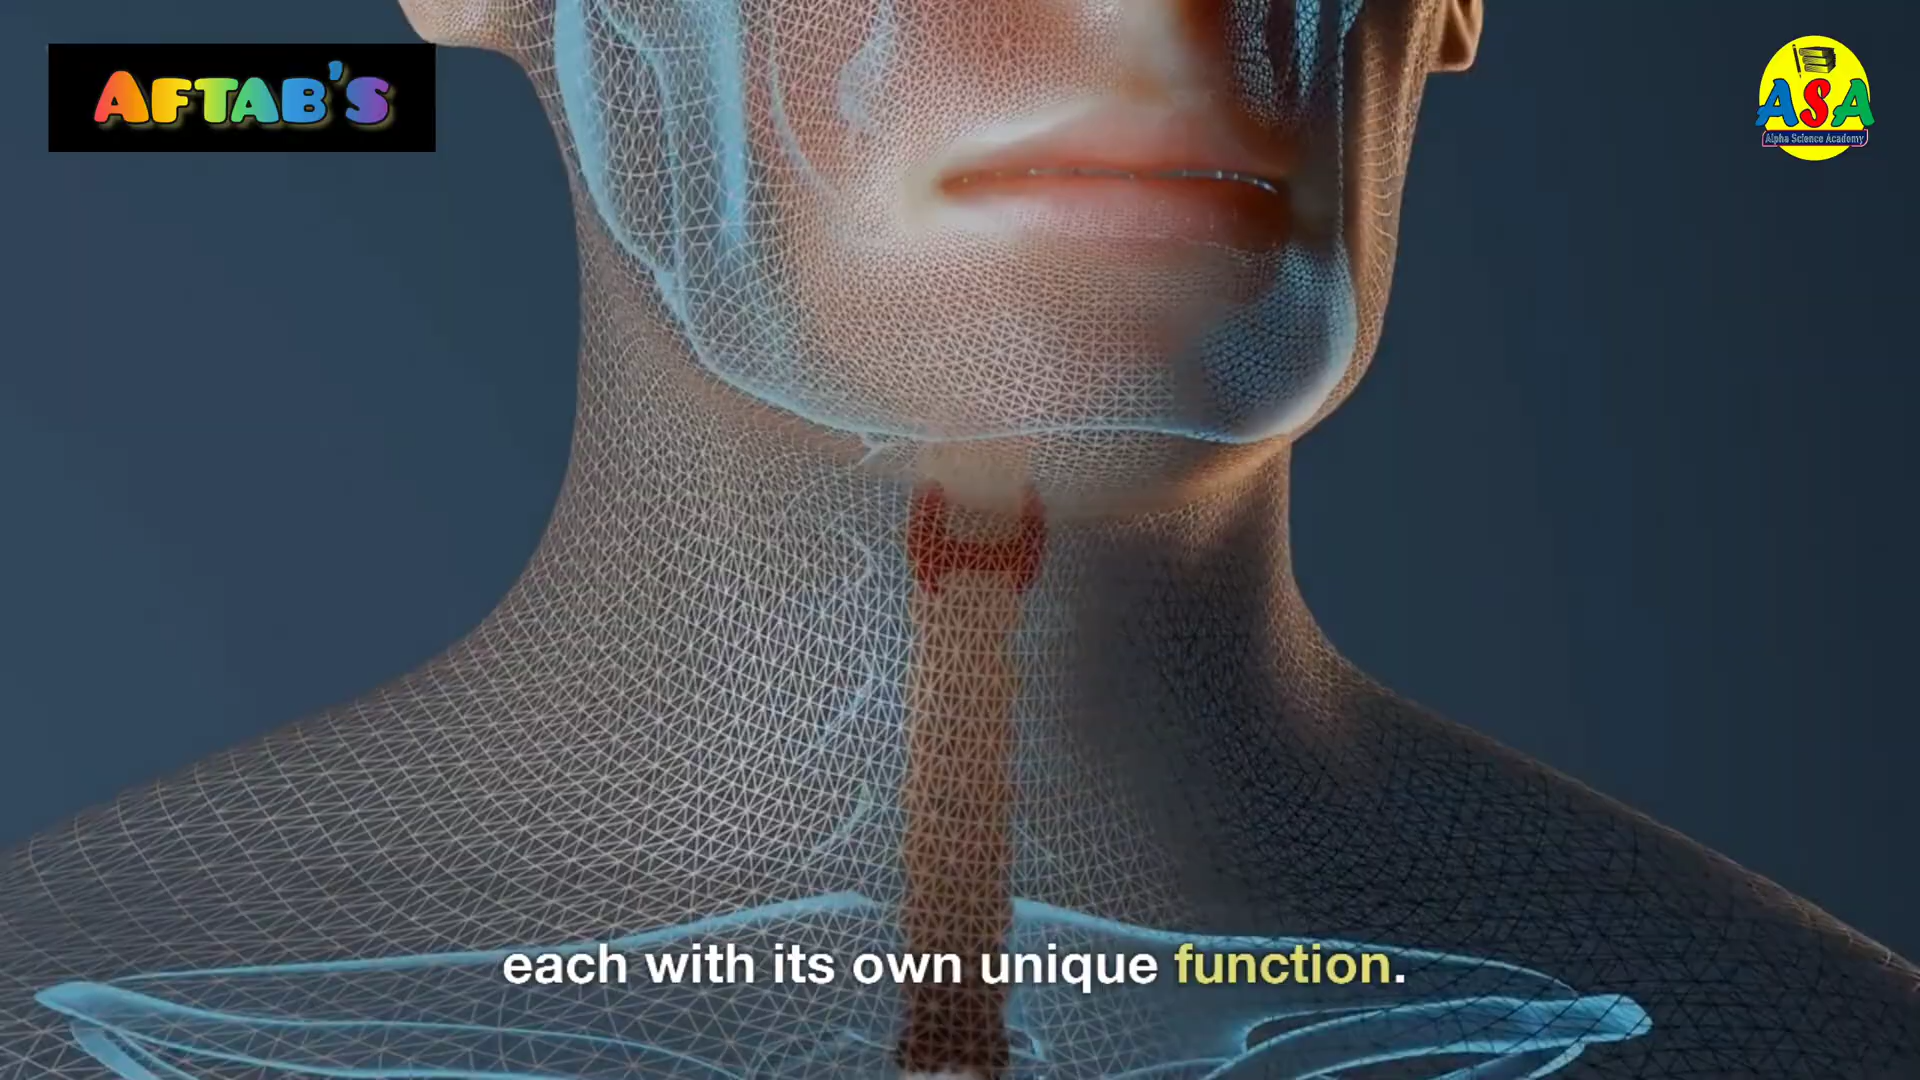 AFTAB'S
ASA
Alpha Science Academy
each with its own unique function.